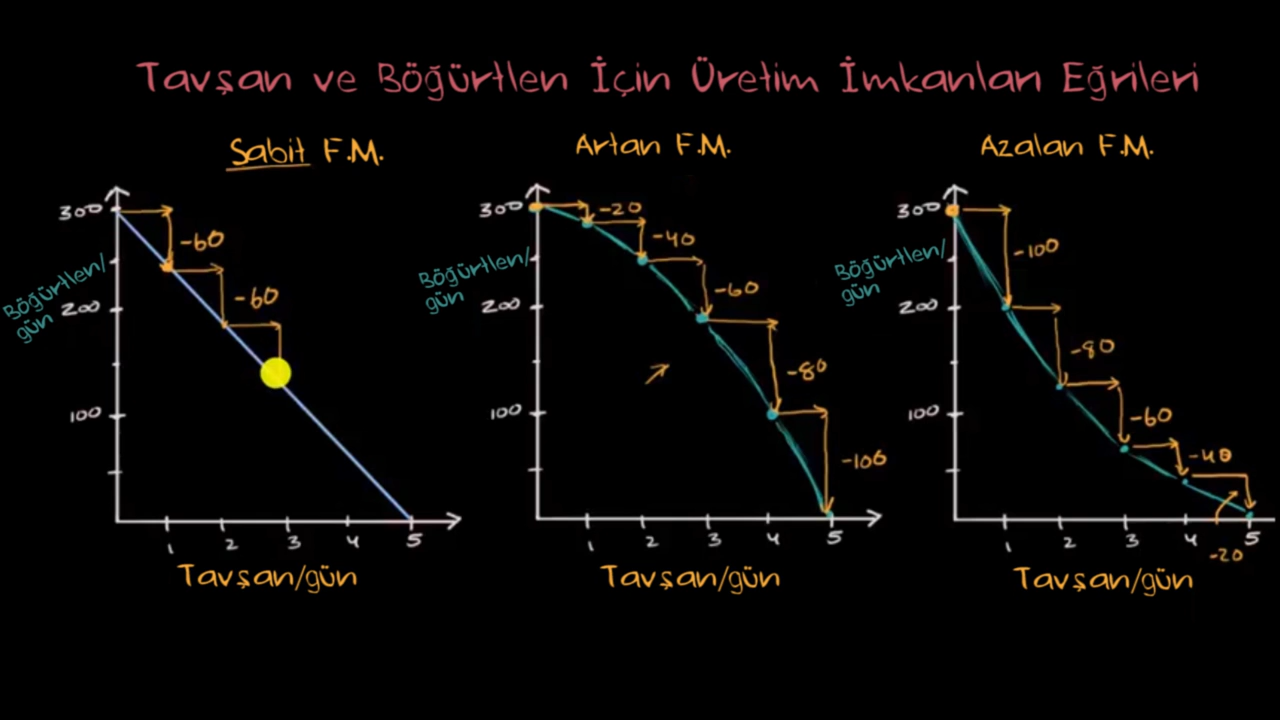 Tavşan ve Böğürtlen İçin Üretim İmkanları Eğrileri
Sabit F.M.
300
-60
-60
Böğürtlen/
gün
200
100
1 2 3 4 5
Tavşan/gün
Artan F.M.
300
-20
-40
-60
-80
-100
Böğürtlen/
gün
200
100
1 2 3 4 5
Tavşan/gün
Azalan F.M.
300
-100
-80
-60
-40
-20
Böğürtlen/
gün
200
100
1 2 3 4 5
Tavşan/gün